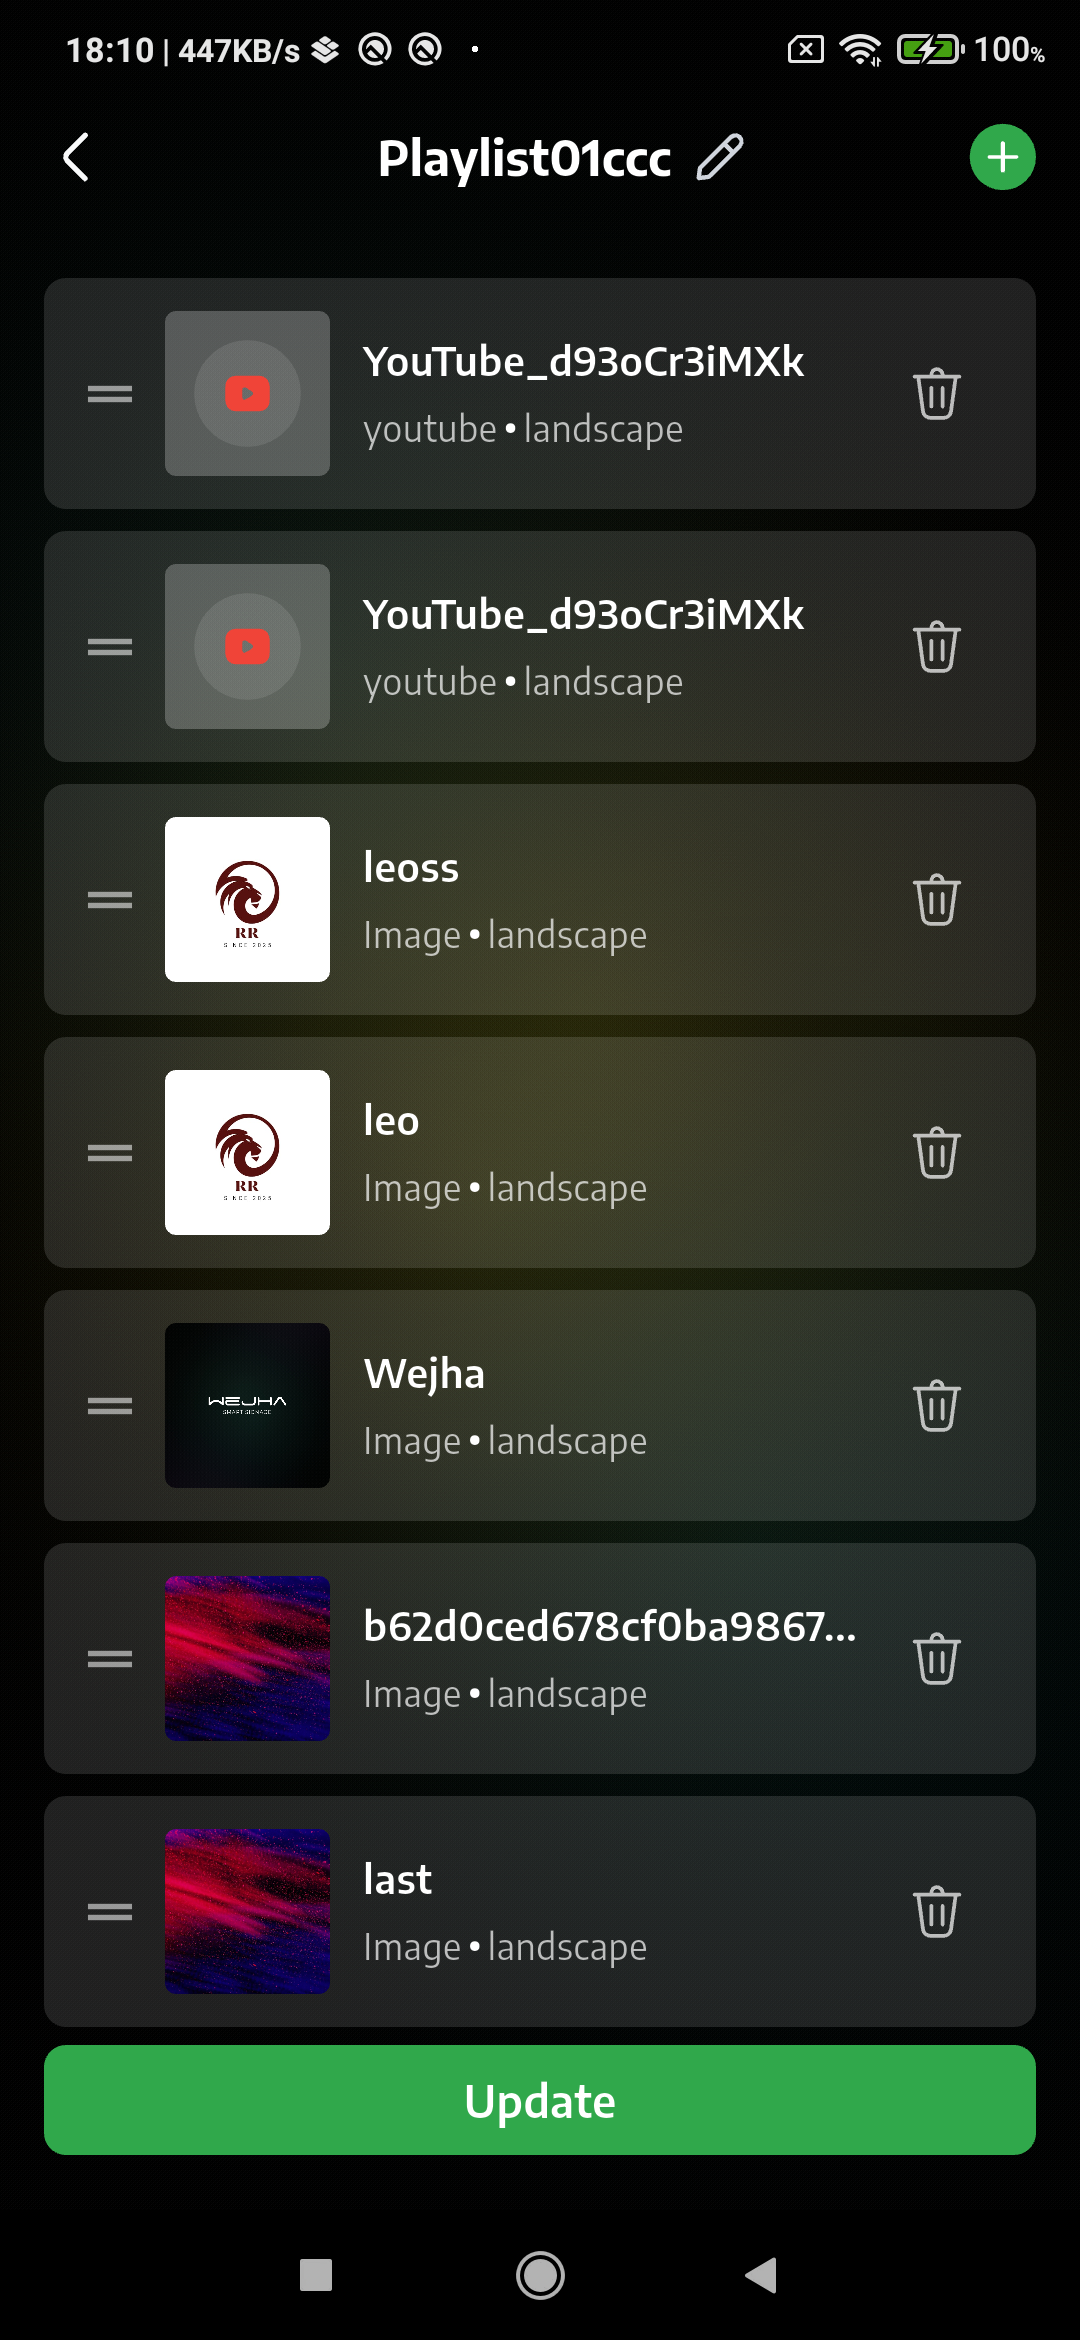 18:10 | 447KB/s
100%
Playlist01ccc
YouTube_d93oCr3iMXk
youtube • landscape
YouTube_d93oCr3iMXk
youtube • landscape
RR
SINCE 2025
leoss
Image • landscape
RR
SINCE 2025
leo
Image • landscape
WEJHA
SMART SIGNAGE
Wejha
Image • landscape
b62d0ced678cf0ba9867...
Image • landscape
last
Image • landscape
Update